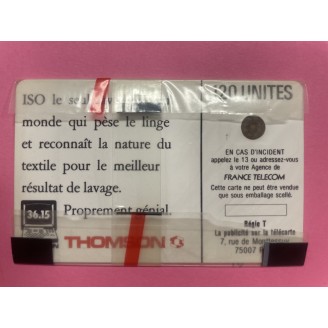 ISO le
monde qui pèse le linge
et reconnaît la nature du
textile pour le meilleur
résultat de lavage.
36.15
Proprement génial.
THOMSON
120 UNITES
EN CAS D'INCIDENT
appelez le 13 ou adressez-vous
à votre Agence de
FRANCE TELECOM
Cette carte ne peut être vendue
que sous emballage scellé.
Régie T
La publicité sur la télécarte
7, rue de
75007